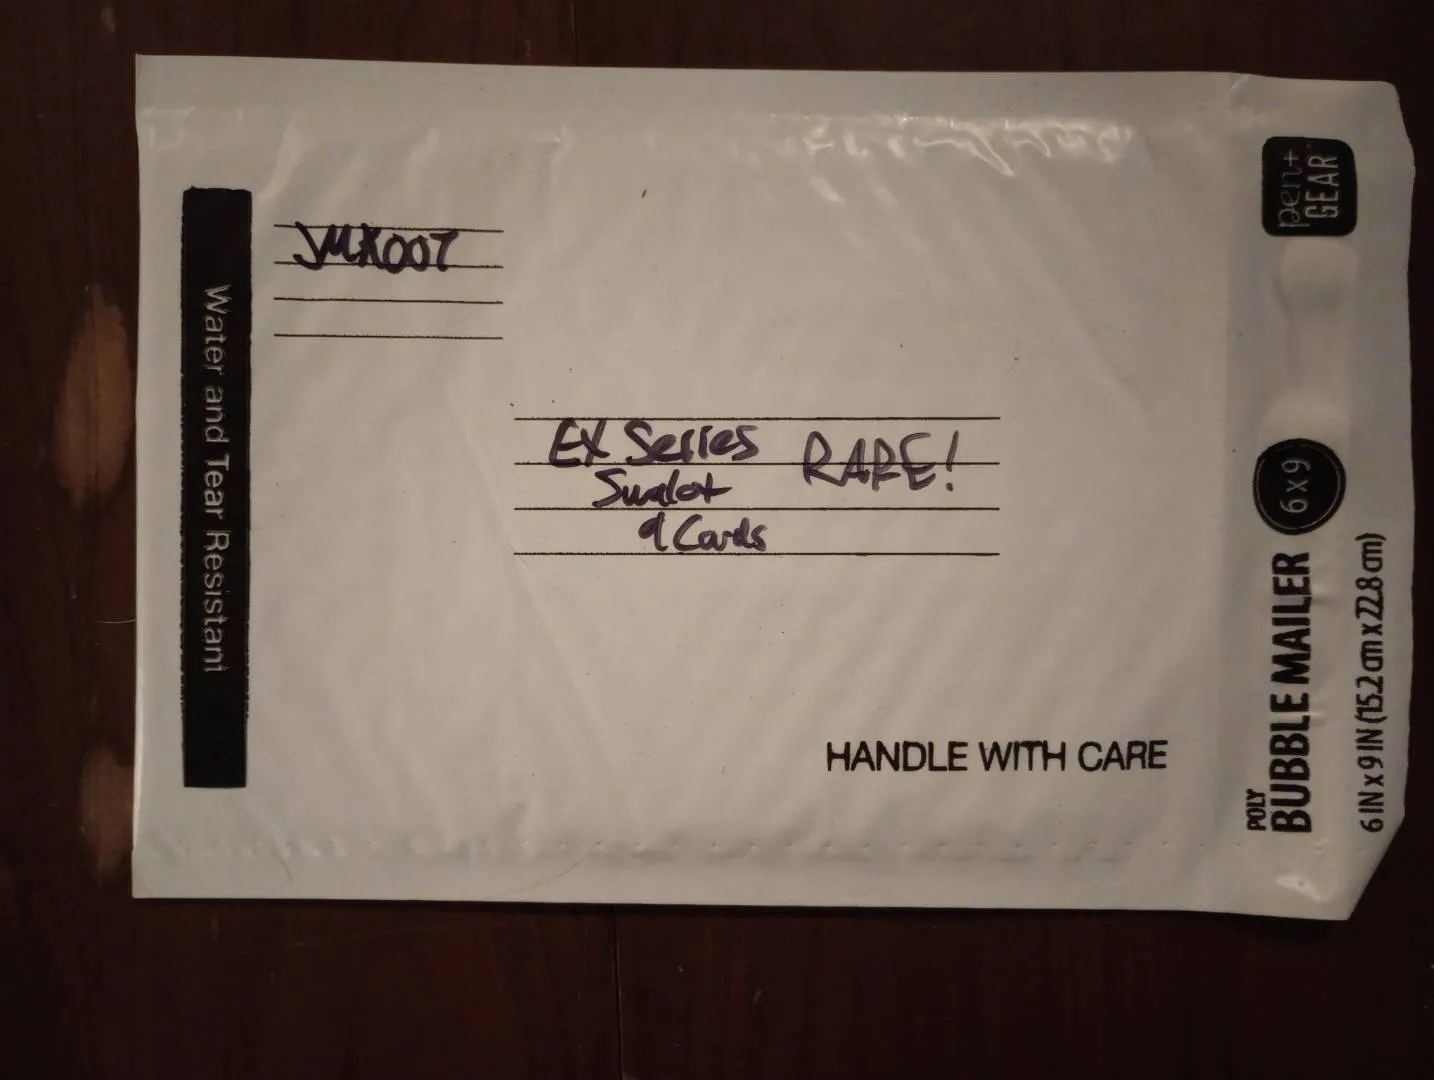 JMX007
EX Series RARE!
Swalot
9 Cards
Water and Tear Resistant
HANDLE WITH CARE
pen+
GEAR
6x9
POLY
BUBBLE MAILER
6 IN x 9 IN (15.2 cm x 22.8 cm)